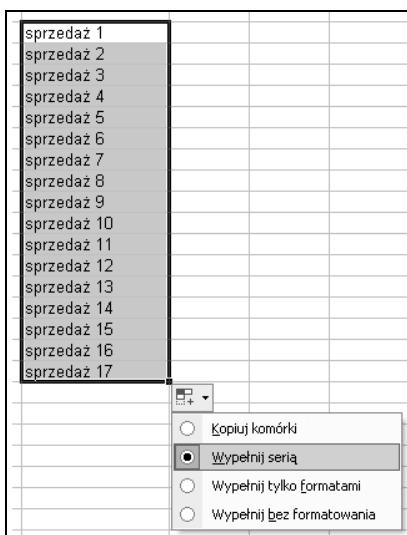 sprzedaż 1
sprzedaż 2
sprzedaż 3
sprzedaż 4
sprzedaż 5
sprzedaż 6
sprzedaż 7
sprzedaż 8
sprzedaż 9
sprzedaż 10
sprzedaż 11
sprzedaż 12
sprzedaż 13
sprzedaż 14
sprzedaż 15
sprzedaż 16
sprzedaż 17
Kopiuj komórki
Wypełnij serią
Wypełnij tylko formatami
Wypełnij bez formatowania